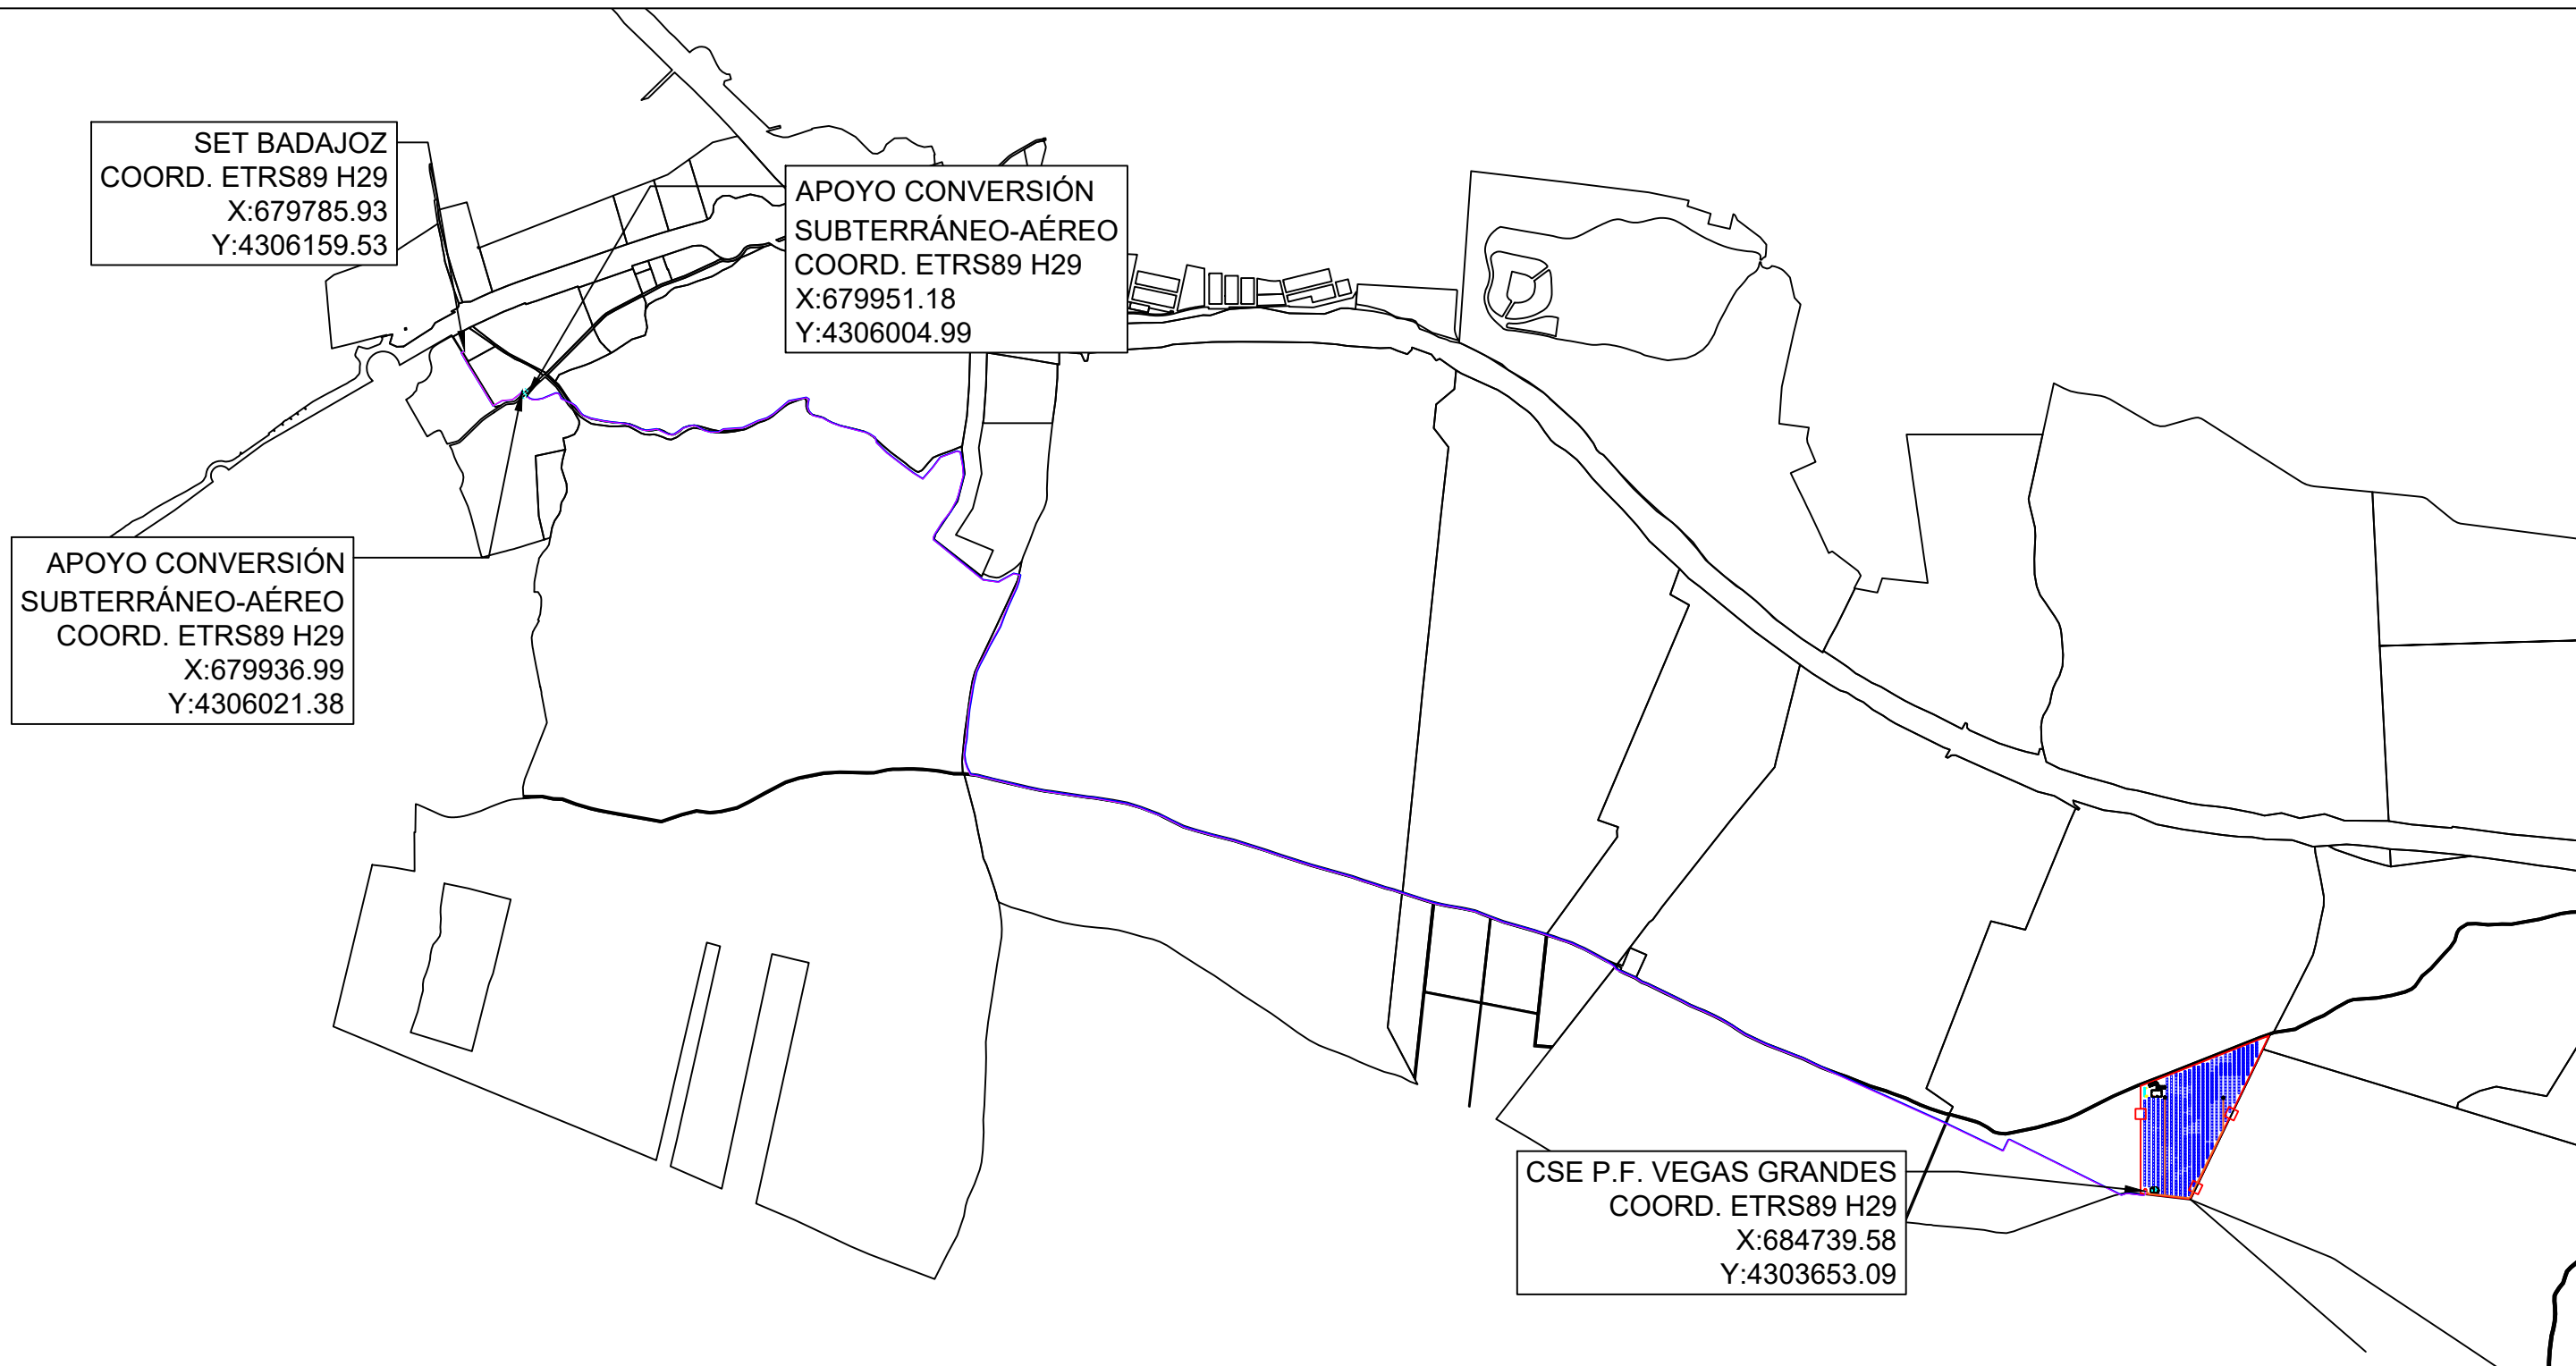 SET BADAJOZ
COORD. ETRS89 H29
X:679785.93
Y:4306159.53
APOYO CONVERSIÓN
SUBTERRÁNEO-AÉREO
COORD. ETRS89 H29
X:679951.18
Y:4306004.99
APOYO CONVERSIÓN
SUBTERRÁNEO-AÉREO
COORD. ETRS89 H29
X:679936.99
Y:4306021.38
CSE P.F. VEGAS GRANDES
COORD. ETRS89 H29
X:684739.58
Y:4303653.09